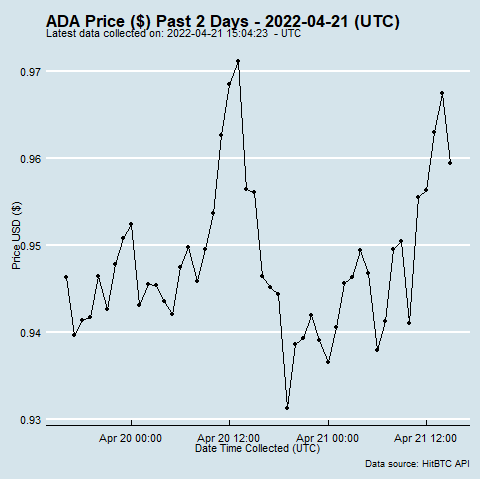 ADA Price ($) Past 2 Days - 2022-04-21 (UTC)
Latest data collected on: 2022-04-21 15:04:23 - UTC
0.97
0.96
0.95
0.94
0.93
Price USD ($)
Apr 20 00:00
Apr 20 12:00
Apr 21 00:00
Apr 21 12:00
Date Time Collected (UTC)
Data source: HitBTC API